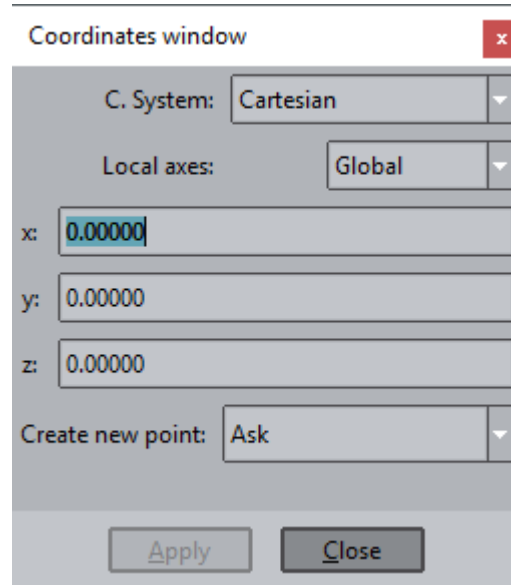 Coordinates window x
C. System: Cartesian
Local axes: Global
x: 0.00000
y: 0.00000
z: 0.00000
Create new point: Ask
Apply Close